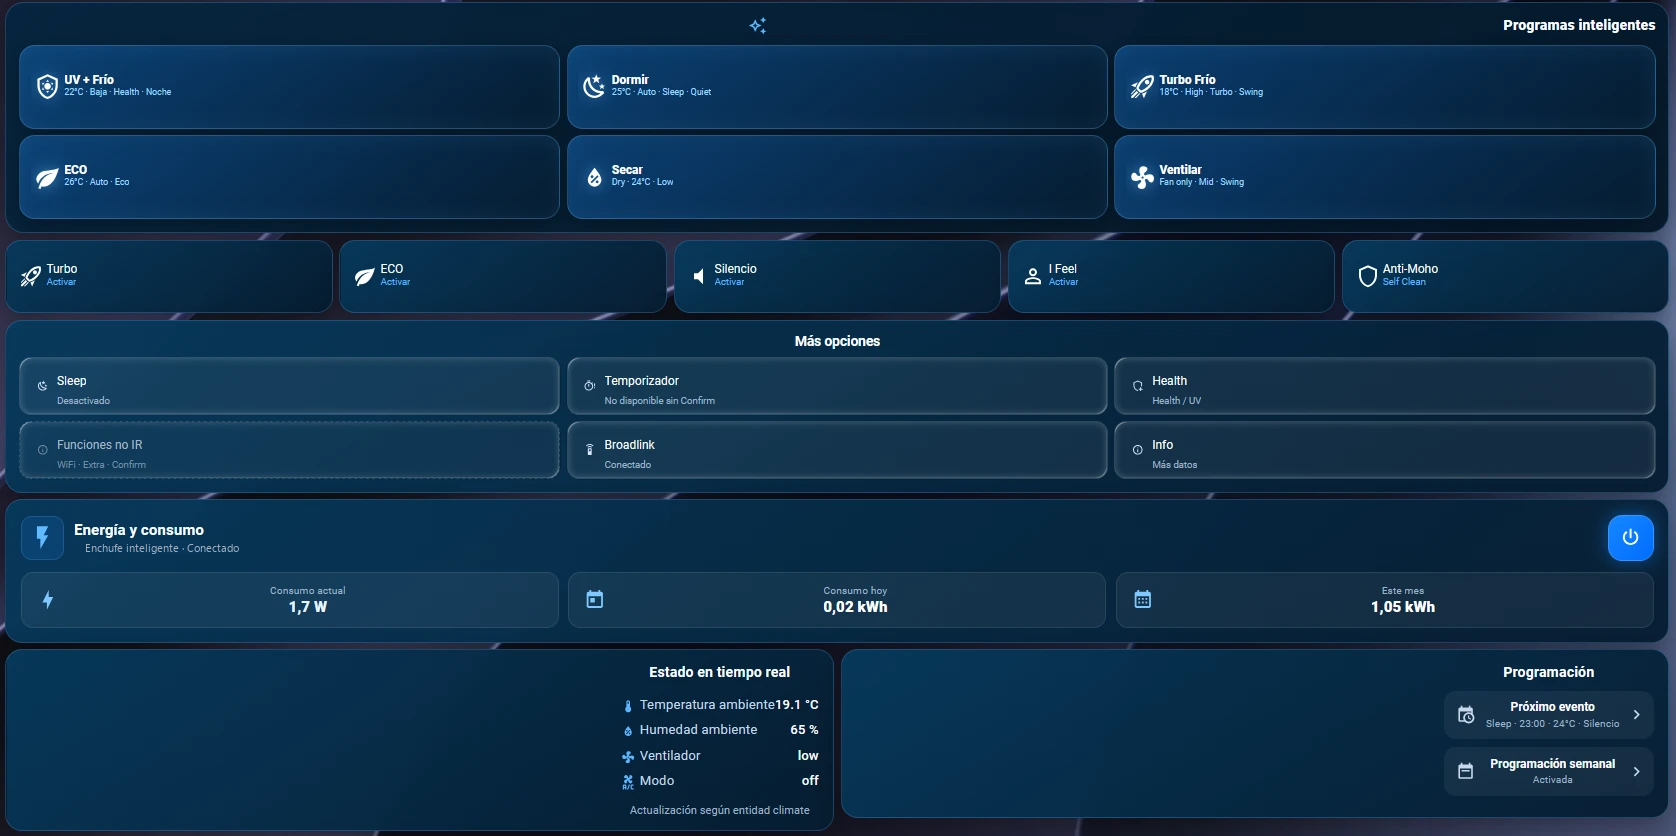 Programas inteligentes
UV + Frío
22°C · Baja · Health · Noche
Dormir
25°C · Auto · Sleep · Quiet
Turbo Frío
18°C · High · Turbo · Swing
ECO
26°C · Auto · Eco
Secar
Dry · 24°C · Low
Ventilar
Fan only · Mid · Swing
Turbo
Activar
ECO
Activar
Silencio
Activar
I Feel
Activar
Anti-Moho
Self Clean
Más opciones
Sleep
Desactivado
Temporizador
No disponible sin Confirm
Health
Health / UV
Funciones no IR
WiFi · Extra · Confirm
Broadlink
Conectado
Info
Más datos
Energía y consumo
Enchufe inteligente · Conectado
Consumo actual
1,7 W
Consumo hoy
0,02 kWh
Este mes
1,05 kWh
Estado en tiempo real
Temperatura ambiente 19.1 °C
Humedad ambiente 65 %
Ventilador low
A/C Modo off
Actualización según entidad climate
Programación
Próximo evento
Sleep · 23:00 · 24°C · Silencio
Programación semanal
Activada